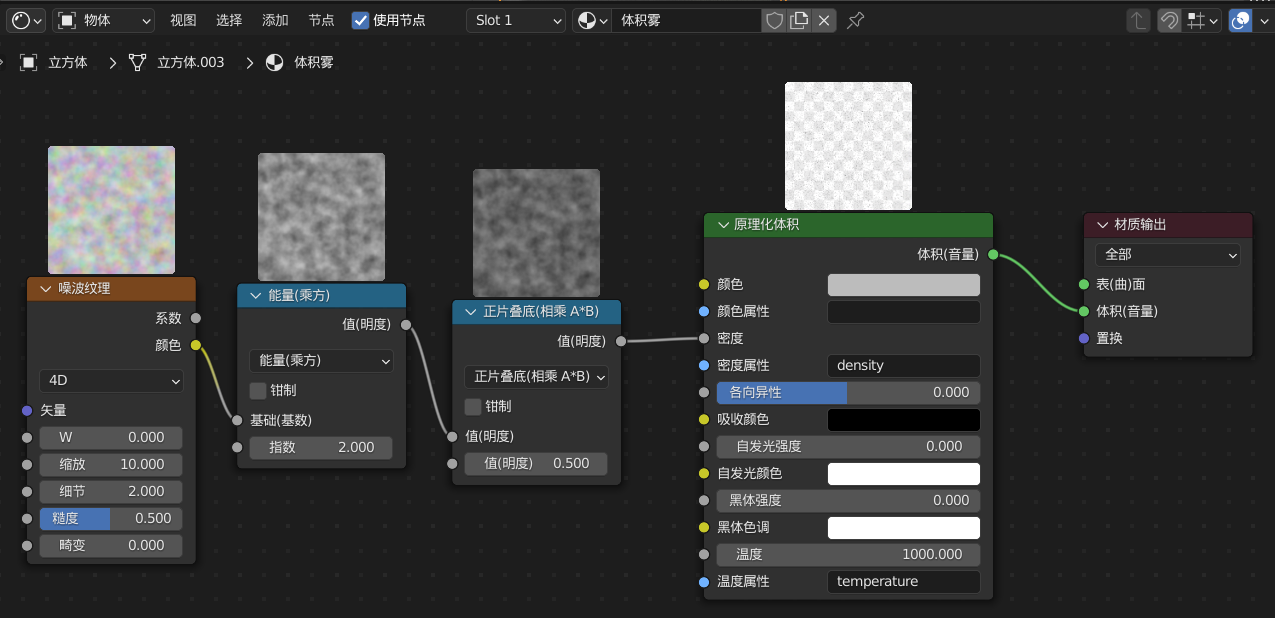 物体 视图 选择 添加 节点 使用节点 Slot 1 体积雾
立方体 立方体.003 体积雾
噪波纹理
系数
颜色
4D
矢量
W 0.000
缩放 10.000
细节 2.000
糙度 0.500
畸变 0.000
能量(乘方)
值(明度)
能量(乘方)
钳制
基础(基数)
指数 2.000
正片叠底(相乘 A*B)
值(明度)
正片叠底(相乘 A*B)
钳制
值(明度)
值(明度) 0.500
原理化体积
体积(音量)
颜色
颜色属性
密度
密度属性 density
各向异性 0.000
吸收颜色
自发光强度 0.000
自发光颜色
黑体强度 0.000
黑体色调
温度 1000.000
温度属性 temperature
材质输出
全部
表(曲)面
体积(音量)
置换